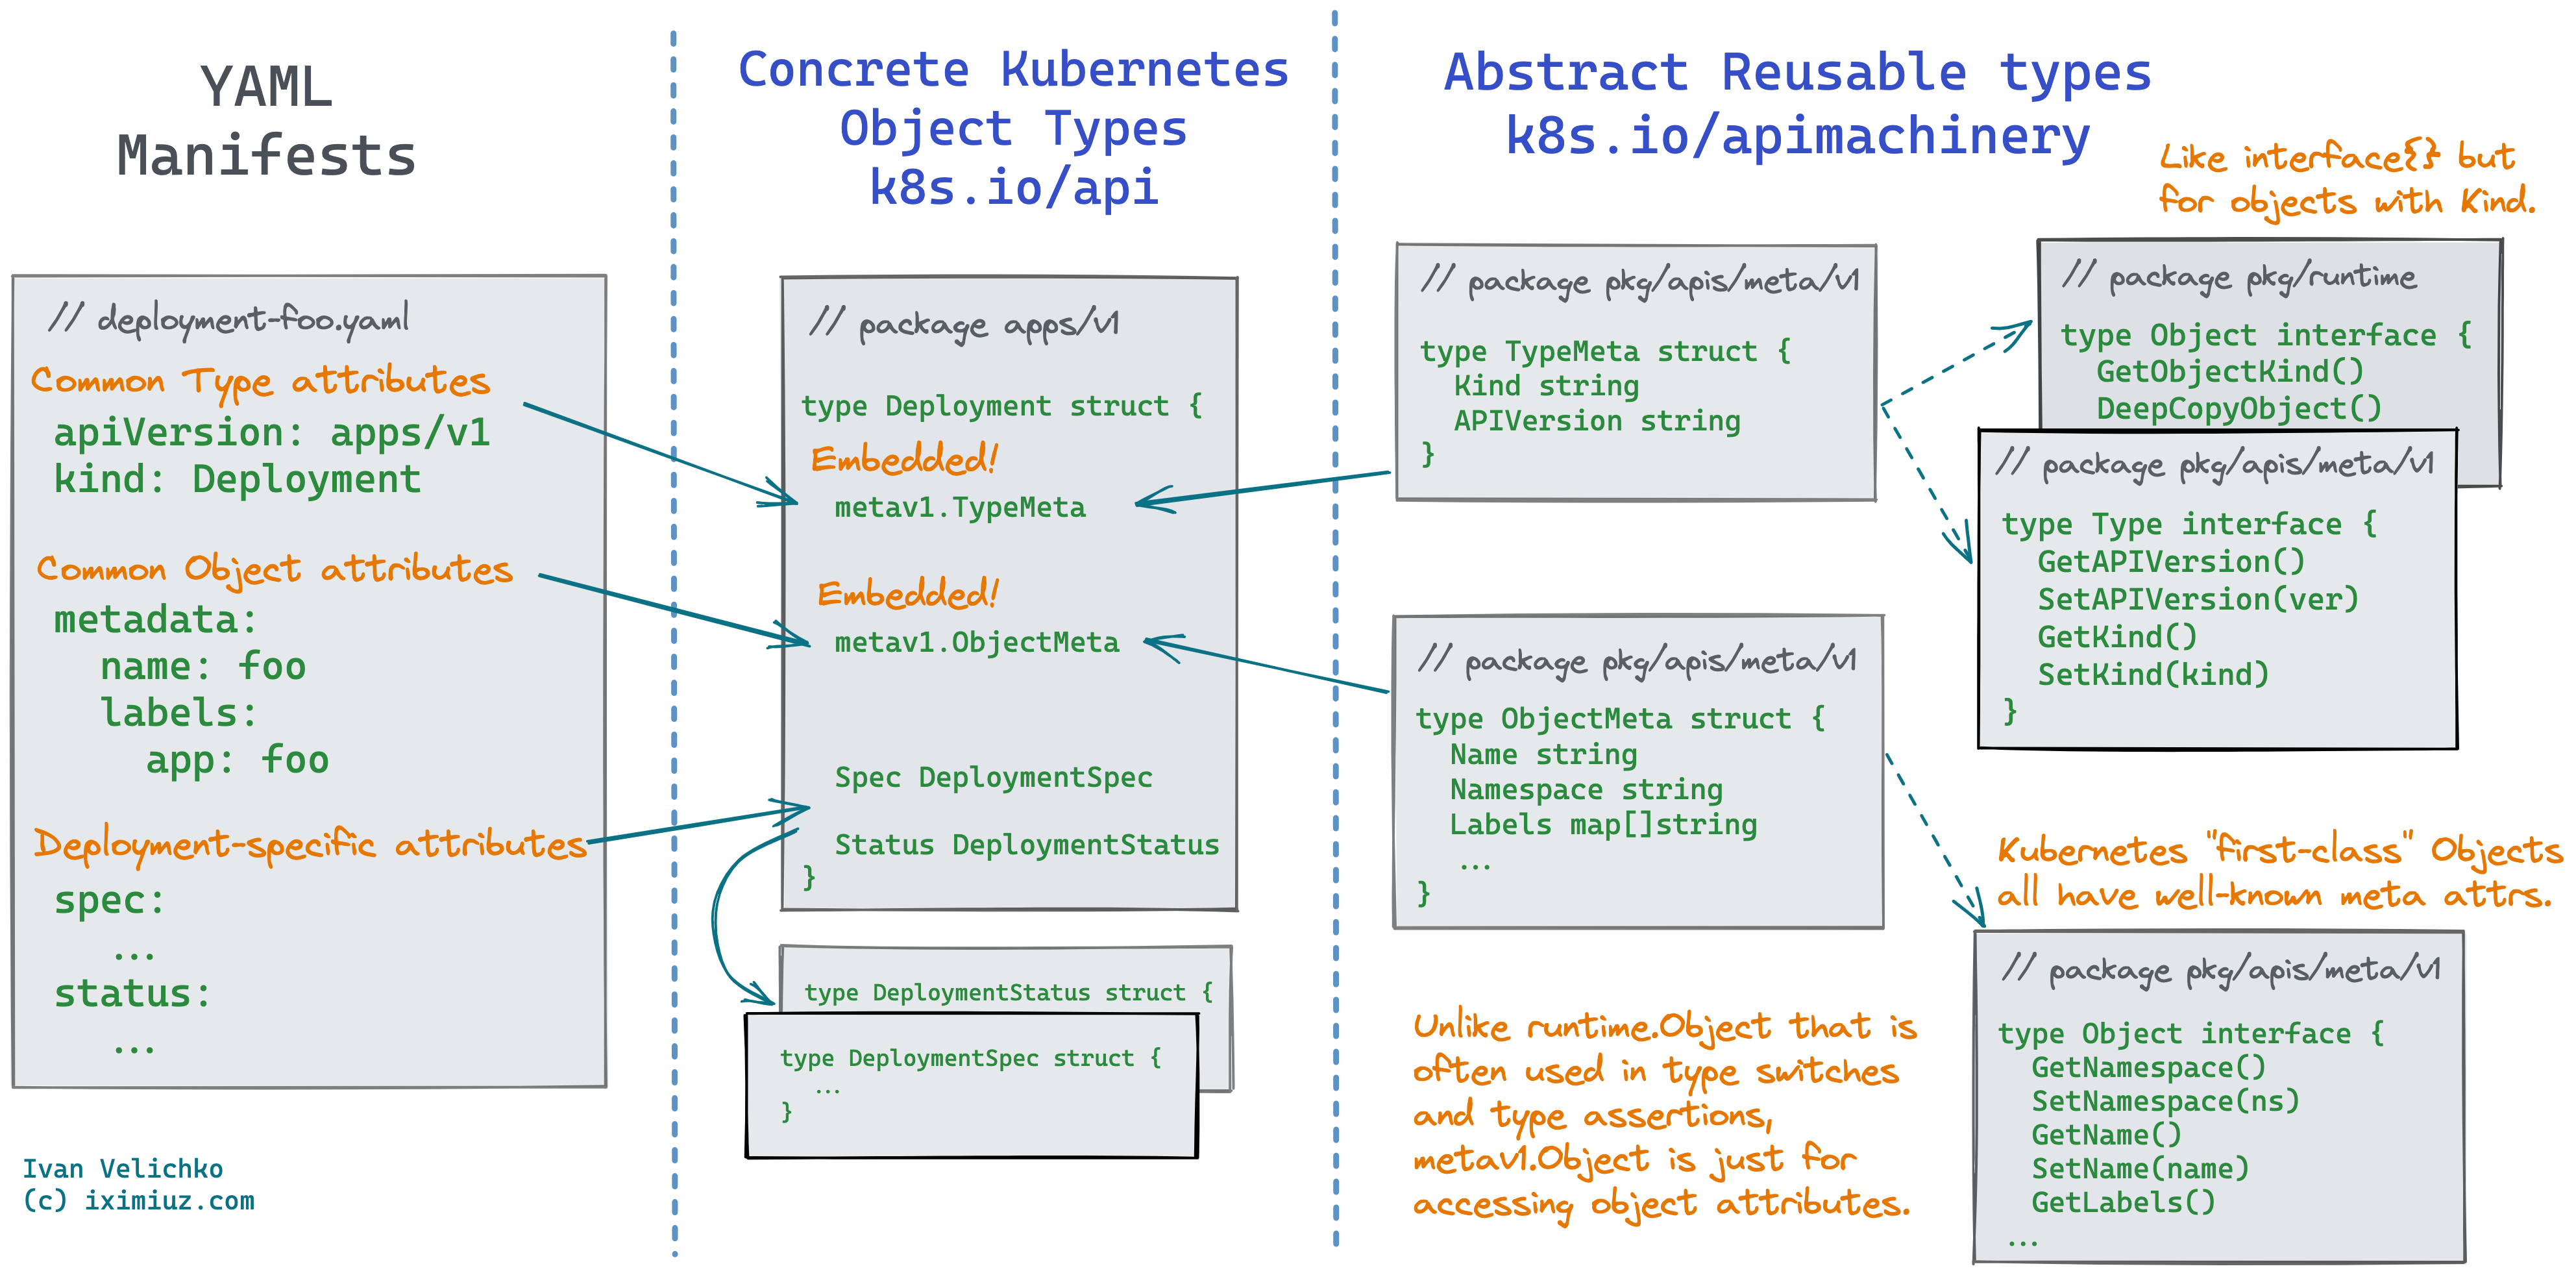 YAML
Manifests
// deployment-foo.yaml
Common Type attributes
apiVersion: apps/v1
kind: Deployment
Common Object attributes
metadata:
  name: foo
  labels:
    app: foo
Deployment-specific attributes
spec:
  ...
status:
  ...
Ivan Velichko
(c) iximiuz.com
Concrete Kubernetes
Object Types
k8s.io/api
// package apps/v1
type Deployment struct {
Embedded!
  metav1.TypeMeta
Embedded!
  metav1.ObjectMeta
  Spec DeploymentSpec
  Status DeploymentStatus
}
type DeploymentStatus struct {
type DeploymentSpec struct {
  ...
}
Abstract Reusable types
k8s.io/apimachinery
// package pkg/apis/meta/v1
type TypeMeta struct {
  Kind string
  APIVersion string
}
// package pkg/apis/meta/v1
type ObjectMeta struct {
  Name string
  Namespace string
  Labels map[]string
  ...
}
Unlike runtime.Object that is
often used in type switches
and type assertions,
metav1.Object is just for
accessing object attributes.
Like interface{} but
for objects with Kind.
// package pkg/runtime
type Object interface {
  GetObjectKind()
  DeepCopyObject()
// package pkg/apis/meta/v1
type Type interface {
  GetAPIVersion()
  SetAPIVersion(ver)
  GetKind()
  SetKind(kind)
}
Kubernetes "first-class" Objects
all have well-known meta attrs.
// package pkg/apis/meta/v1
type Object interface {
  GetNamespace()
  SetNamespace(ns)
  GetName()
  SetName(name)
  GetLabels()
...